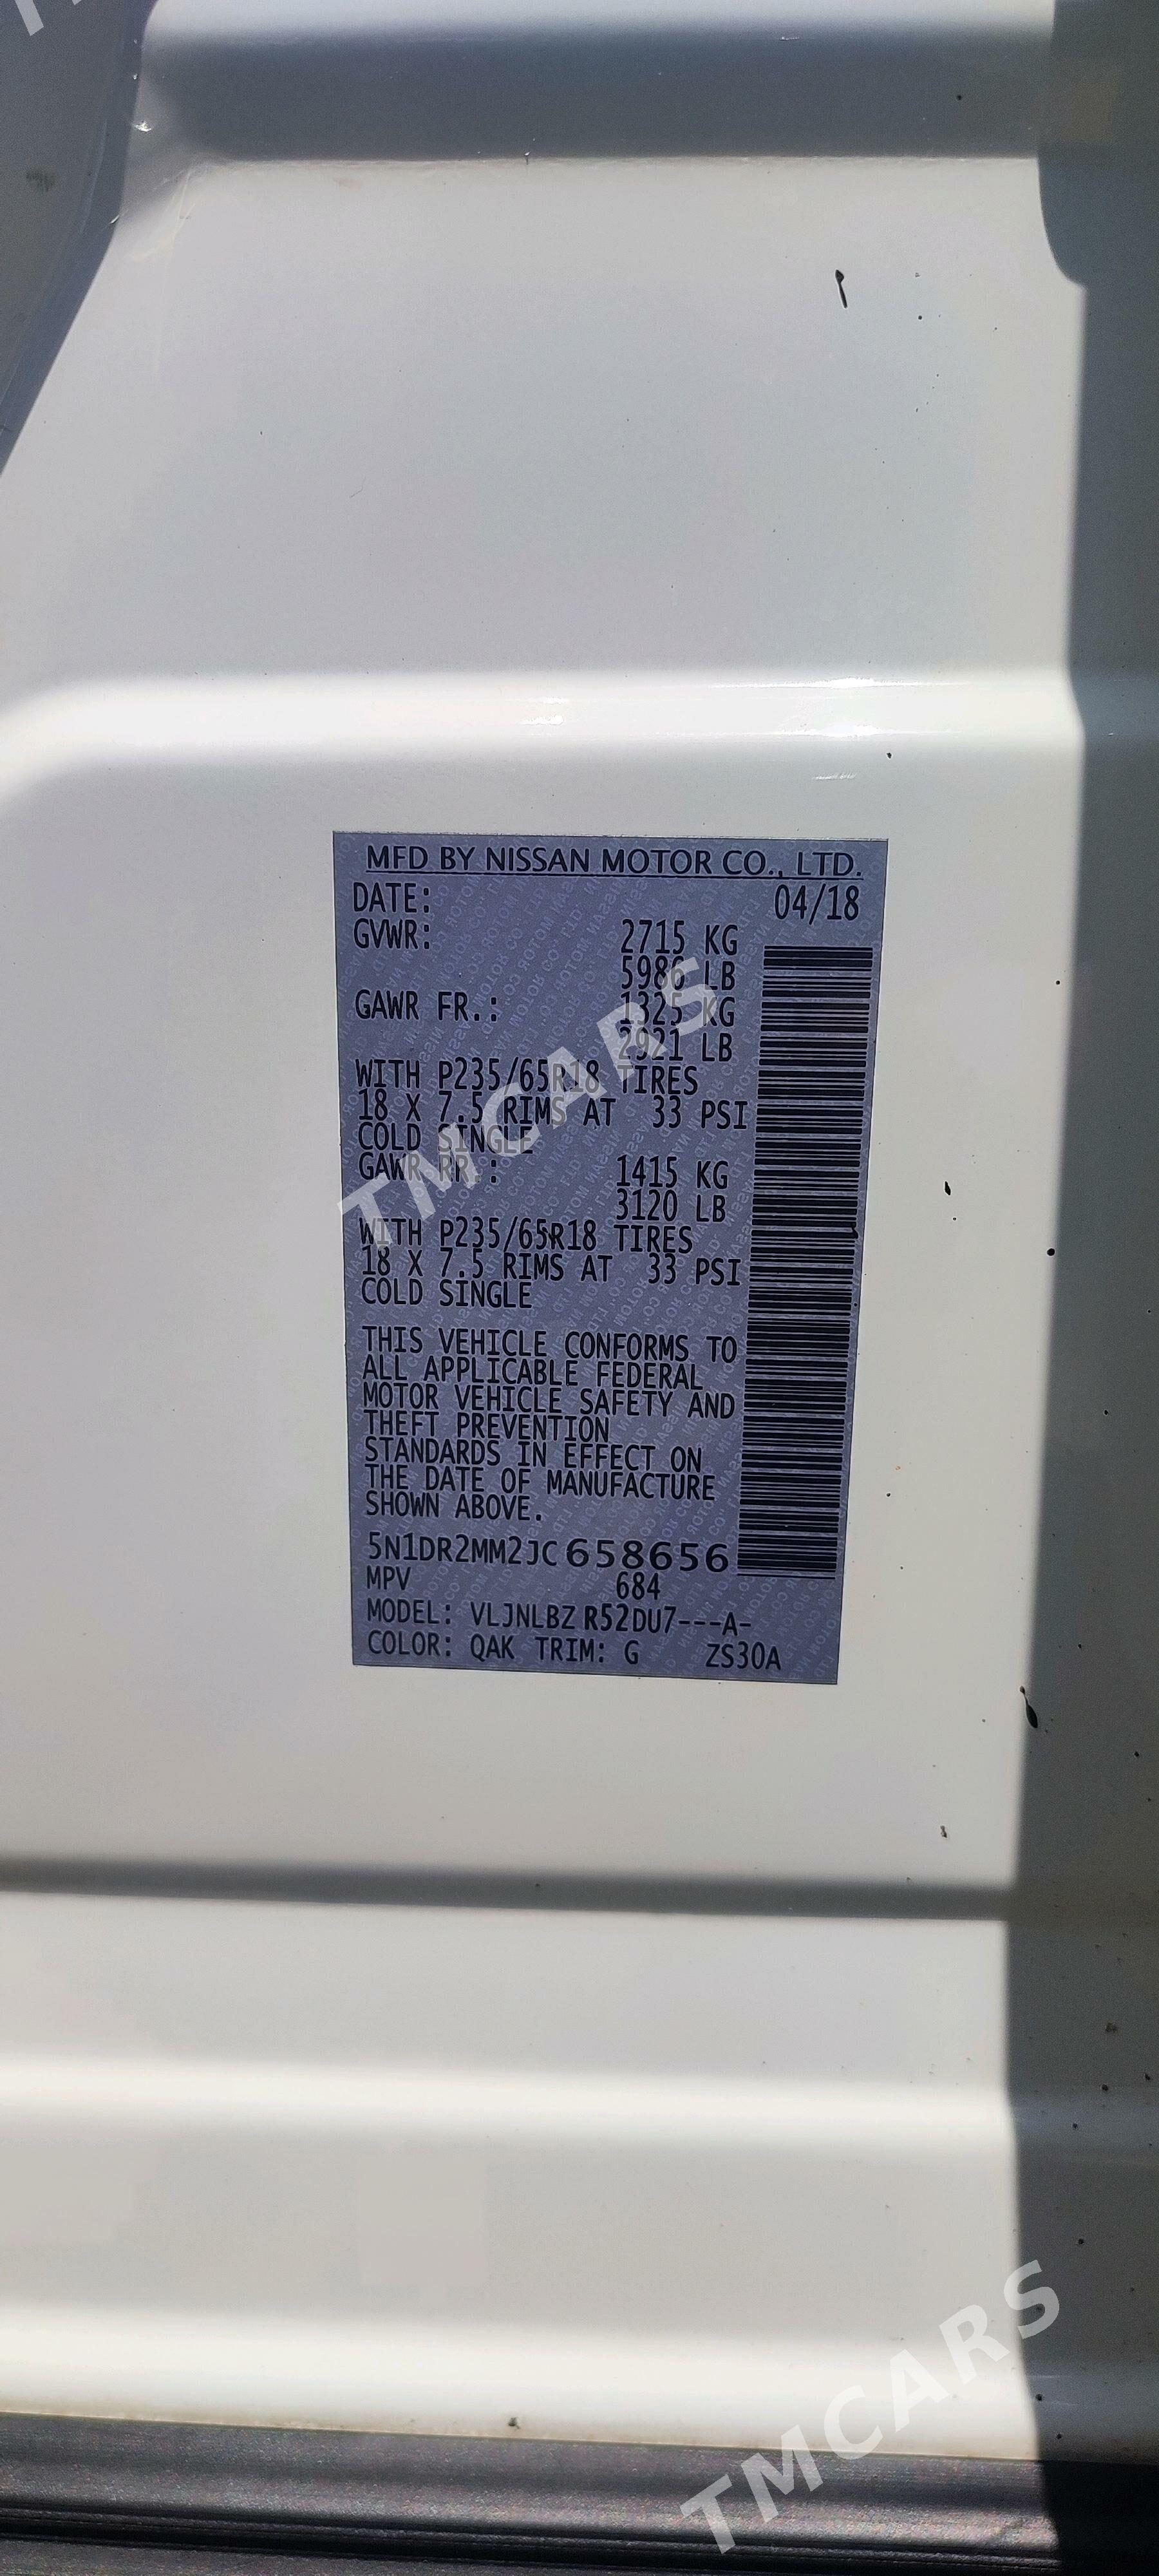 MFD BY NISSAN MOTOR CO., LTD.
DATE: 04/18
GVWR: 2715 KG
5986 LB
GAWR FR.: 1325 KG
2921 LB
WITH P235/65R18 TIRES
18 X 7.5 RIMS AT 33 PSI
COLD SINGLE
GAWR RR.: 1415 KG
3120 LB
WITH P235/65R18 TIRES
18 X 7.5 RIMS AT 33 PSI
COLD SINGLE
THIS VEHICLE CONFORMS TO
ALL APPLICABLE FEDERAL
MOTOR VEHICLE SAFETY AND
THEFT PREVENTION
STANDARDS IN EFFECT ON
THE DATE OF MANUFACTURE
SHOWN ABOVE.
5N1DR2MM2JC658656
MPV 684
MODEL: VLJNLBZ R52DU7---A-
COLOR: QAK TRIM: G ZS30A
TMCARS
TMCARS